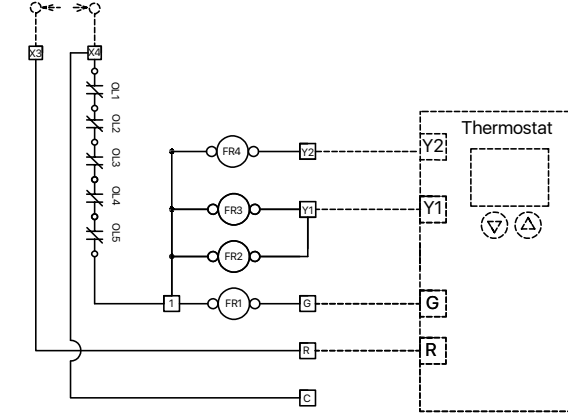 X3
X4
OL1
OL2
OL3
OL4
OL5
Thermostat
FR4
Y2
Y2
FR3
Y1
Y1
FR2
1
FR1
G
G
R
R
C